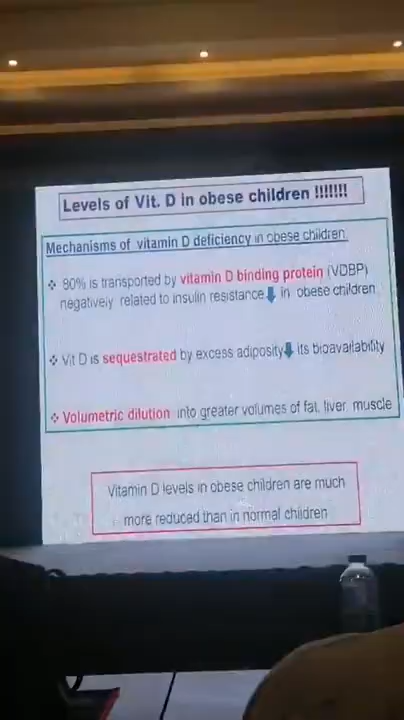 Levels of Vit. D in obese children !!!!!!!
Mechanisms of vitamin D deficiency in obese children.
❖ 80% is transported by vitamin D binding protein (VDBP)
negatively related to insulin resistance⬇ in obese children
❖ Vit D is sequestrated by excess adiposity⬇ its bioavailability
❖ Volumetric dilution into greater volumes of fat, liver, muscle
Vitamin D levels in obese children are much
more reduced than in normal children